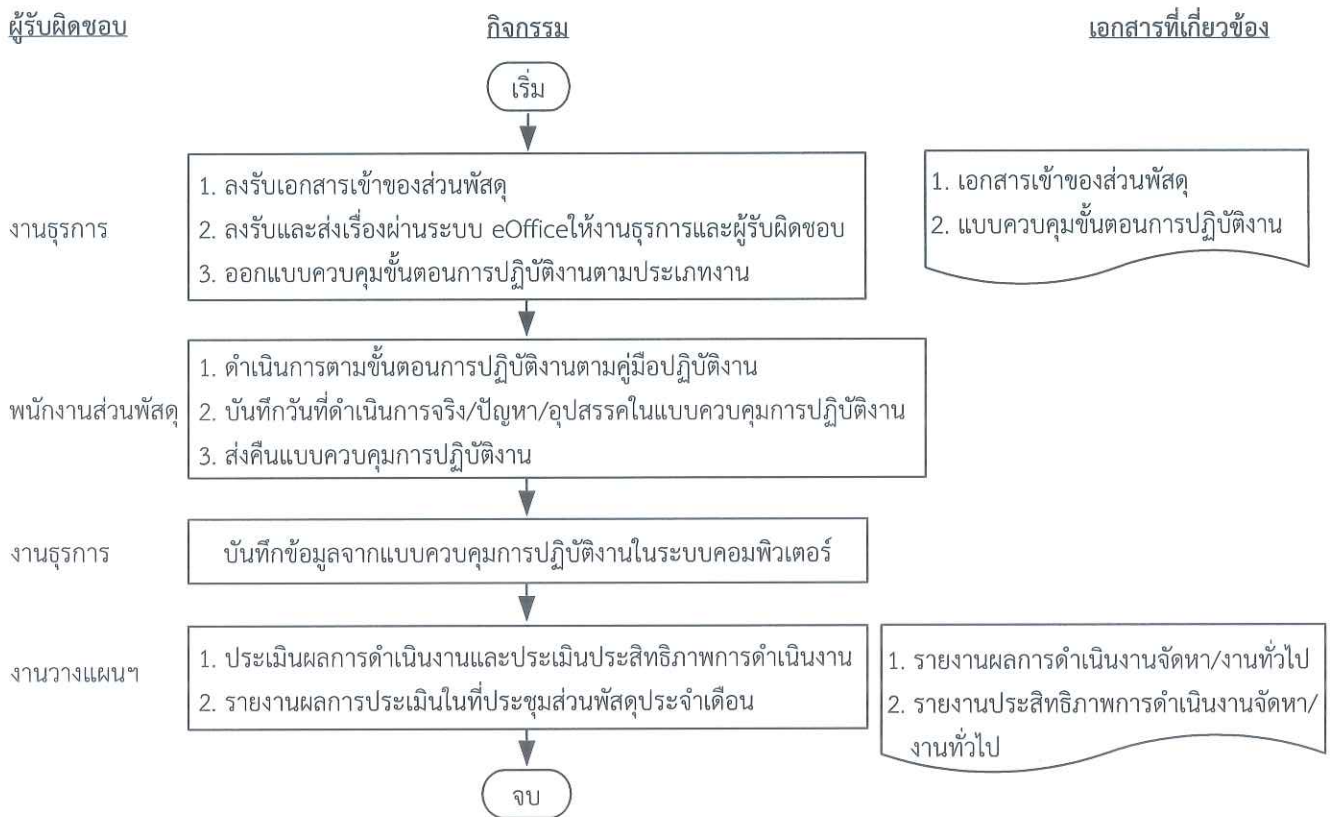 ผู้รับผิดชอบ
กิจกรรม
เอกสารที่เกี่ยวข้อง
เริ่ม
งานธุรการ
1. ลงรับเอกสารเข้าของส่วนพัสดุ
2. ลงรับและส่งเรื่องผ่านระบบ eOfficeให้งานธุรการและผู้รับผิดชอบ
3. ออกแบบควบคุมขั้นตอนการปฏิบัติงานตามประเภทงาน
1. เอกสารเข้าของส่วนพัสดุ
2. แบบควบคุมขั้นตอนการปฏิบัติงาน
พนักงานส่วนพัสดุ
1. ดำเนินการตามขั้นตอนการปฏิบัติงานตามคู่มือปฏิบัติงาน
2. บันทึกวันที่ดำเนินการจริง/ปัญหา/อุปสรรคในแบบควบคุมการปฏิบัติงาน
3. ส่งคืนแบบควบคุมการปฏิบัติงาน
งานธุรการ
บันทึกข้อมูลจากแบบควบคุมการปฏิบัติงานในระบบคอมพิวเตอร์
งานวางแผนฯ
1. ประเมินผลการดำเนินงานและประเมินประสิทธิภาพการดำเนินงาน
2. รายงานผลการประเมินในที่ประชุมส่วนพัสดุประจำเดือน
1. รายงานผลการดำเนินงานจัดหา/งานทั่วไป
2. รายงานประสิทธิภาพการดำเนินงานจัดหา/
งานทั่วไป
จบ